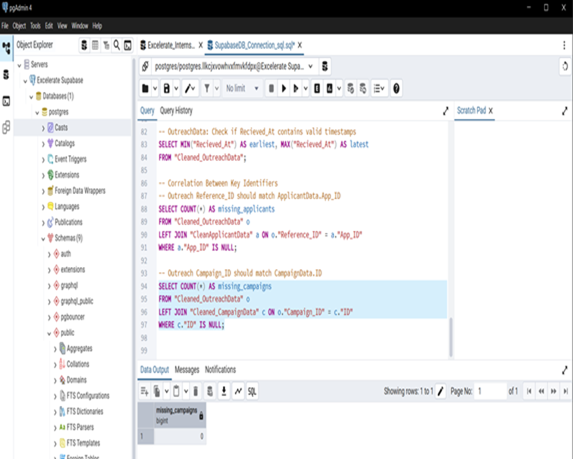 pgAdmin 4
File Object Tools Edit View Window Help
Object Explorer
Excelerate_Interns...
SupabaseDB_Connection_sql.sql*
Servers
Excelerate Supabase
Databases (1)
postgres
Casts
Catalogs
Event Triggers
Extensions
Foreign Data Wrappers
Languages
Publications
Schemas (9)
auth
extensions
graphql
graphql_public
pgbouncer
public
Aggregates
Collations
Domains
FTS Configurations
FTS Dictionaries
FTS Parsers
FTS Templates
Foreign Tables
No limit
Query Query History
Scratch Pad
82 -- OutreachData: Check if Recieved_At contains valid timestamps
83 SELECT MIN("Recieved_At") AS earliest, MAX("Recieved_At") AS latest
84 FROM "Cleaned_OutreachData";
85
86 -- Correlation Between Key Identifiers
87 -- Outreach Reference_ID should match ApplicantData.App_ID
88 SELECT COUNT(*) AS missing_applicants
89 FROM "Cleaned_OutreachData" o
90 LEFT JOIN "CleanApplicantData" a ON o."Reference_ID" = a."App_ID"
91 WHERE a."App_ID" IS NULL;
92
93 -- Outreach Campaign_ID should match CampaignData.ID
94 SELECT COUNT(*) AS missing_campaigns
95 FROM "Cleaned_OutreachData" o
96 LEFT JOIN "Cleaned_CampaignData" c ON o."Campaign_ID" = c."ID"
97 WHERE c."ID" IS NULL;
98
99
Data Output Messages Notifications
SQL
Showing rows: 1 to 1
Page No: 1 of 1
missing_campaigns
bigint
1 0